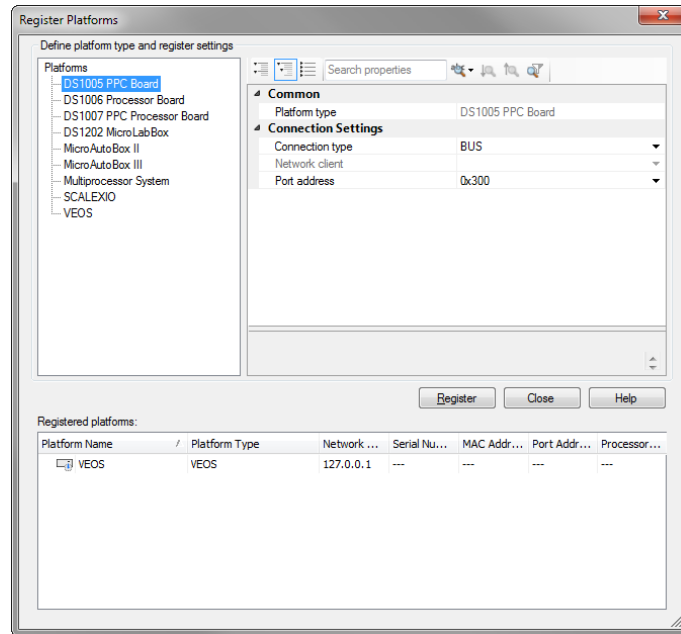 Register Platforms
Define platform type and register settings
Platforms
DS1005 PPC Board
DS1006 Processor Board
DS1007 PPC Processor Board
DS1202 MicroLabBox
MicroAutoBox II
MicroAutoBox III
Multiprocessor System
SCALEXIO
VEOS
Search properties
Common
Platform type DS1005 PPC Board
Connection Settings
Connection type BUS
Network client
Port address 0x300
Register Close Help
Registered platforms:
Platform Name / Platform Type Network ... Serial Nu... MAC Addr... Port Addr... Processor...
VEOS VEOS 127.0.0.1 --- --- --- ---